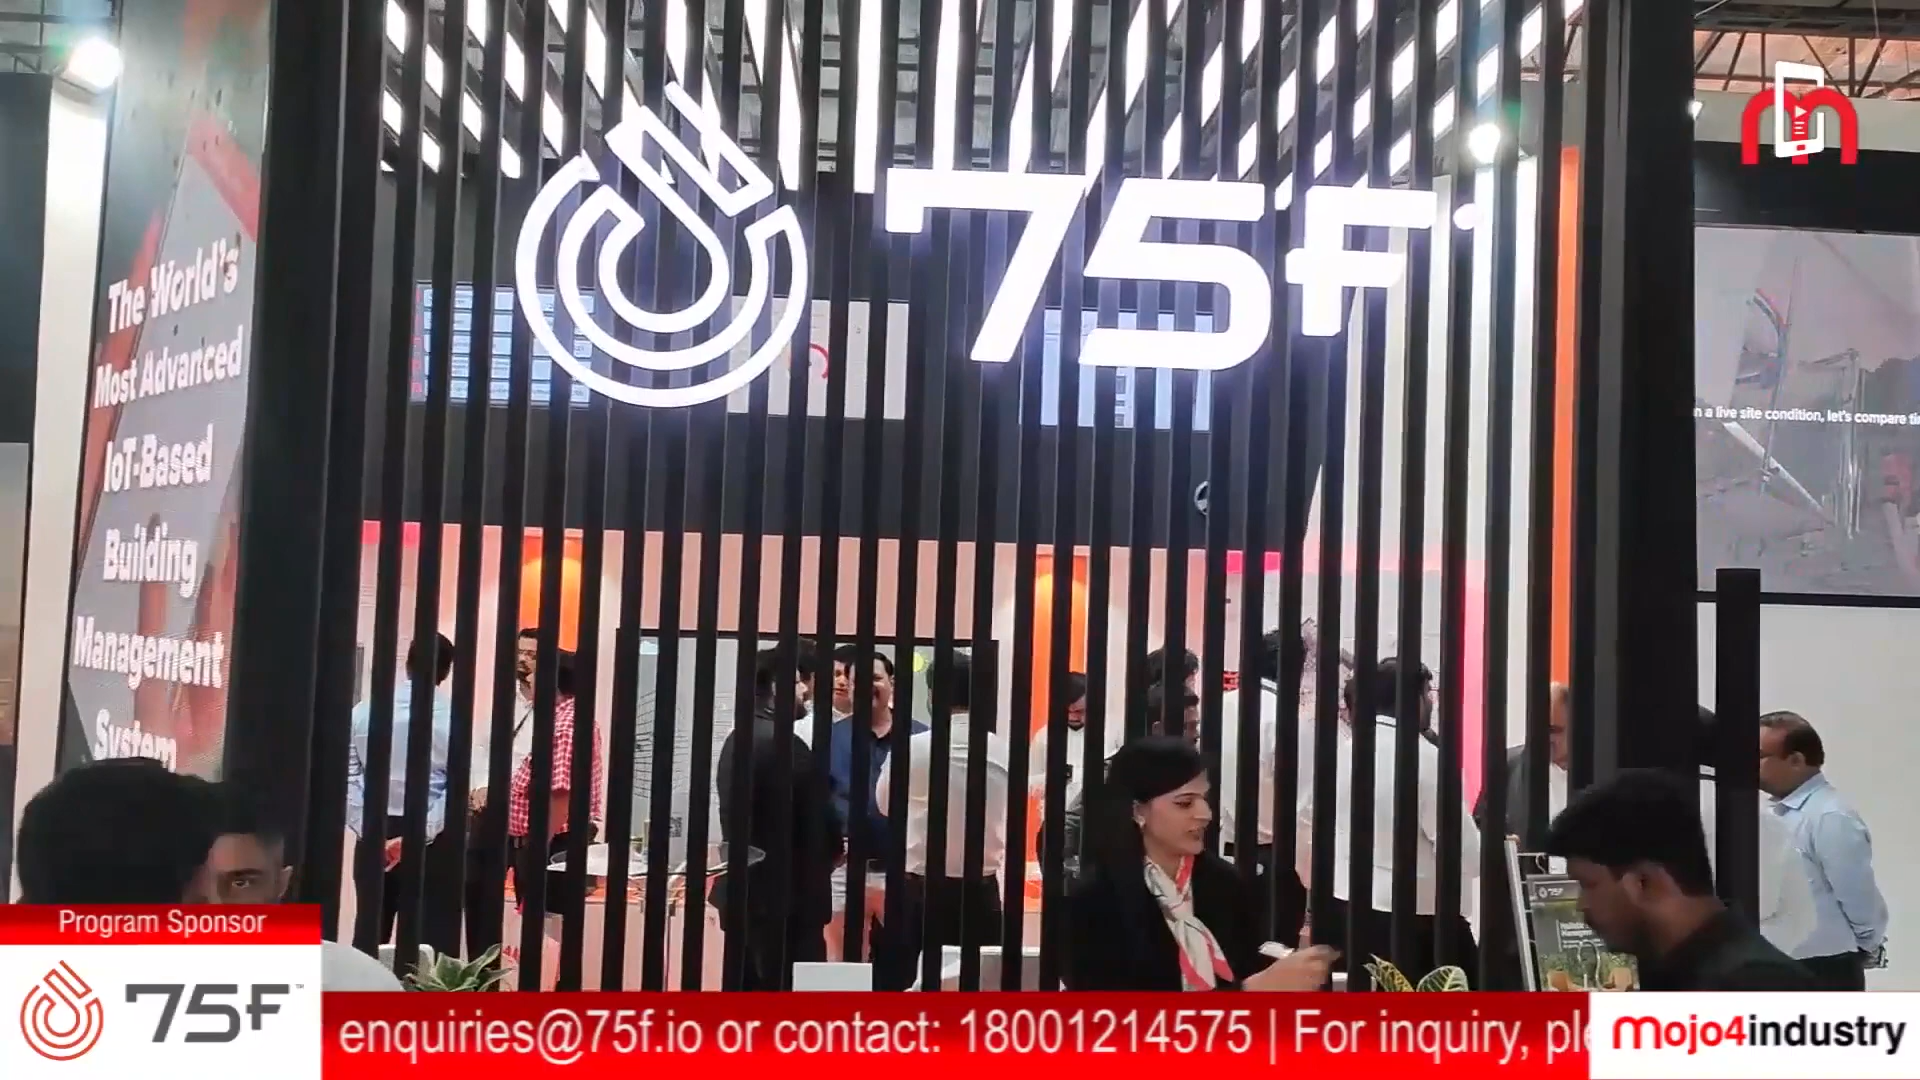 75F
The World's
Most Advanced
IoT-Based
Building
Management
System
n a live site condition, let's compare
75F
Program Sponsor
75F™
enquiries@75f.io or contact: 18001214575 | For inquiry,
mojo4industry